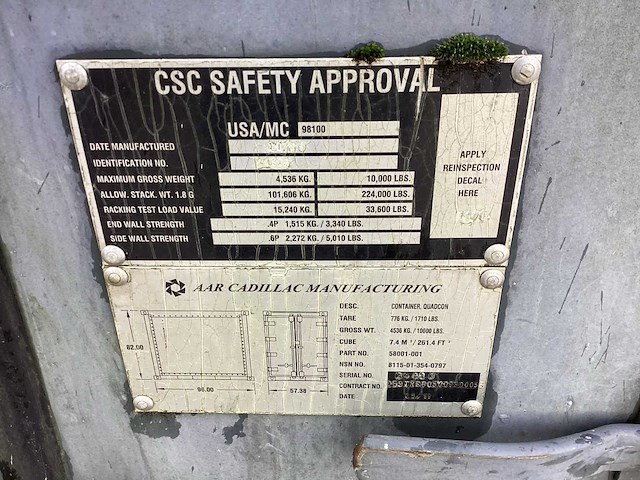 CSC SAFETY APPROVAL
USA/MC 98100
DATE MANUFACTURED
IDENTIFICATION NO.
MAXIMUM GROSS WEIGHT 4,536 KG. 10,000 LBS.
ALLOW. STACK. WT. 1.8 G 101,606 KG. 224,000 LBS.
RACKING TEST LOAD VALUE 15,240 KG. 33,600 LBS.
END WALL STRENGTH .4P 1,515 KG. / 3,340 LBS.
SIDE WALL STRENGTH .6P 2,272 KG. / 5,010 LBS.
APPLY
REINSPECTION
DECAL
HERE
AAR CADILLAC MANUFACTURING
82.00
98.00
57.38
DESC. CONTAINER, QUADCON
TARE 776 KG. / 1710 LBS.
GROSS WT. 4536 KG. / 10000 LBS.
CUBE 7.4 M³ / 261.4 FT³
PART NO. 58001-001
NSN NO. 8115-01-354-0797
SERIAL NO.
CONTRACT NO.
DATE